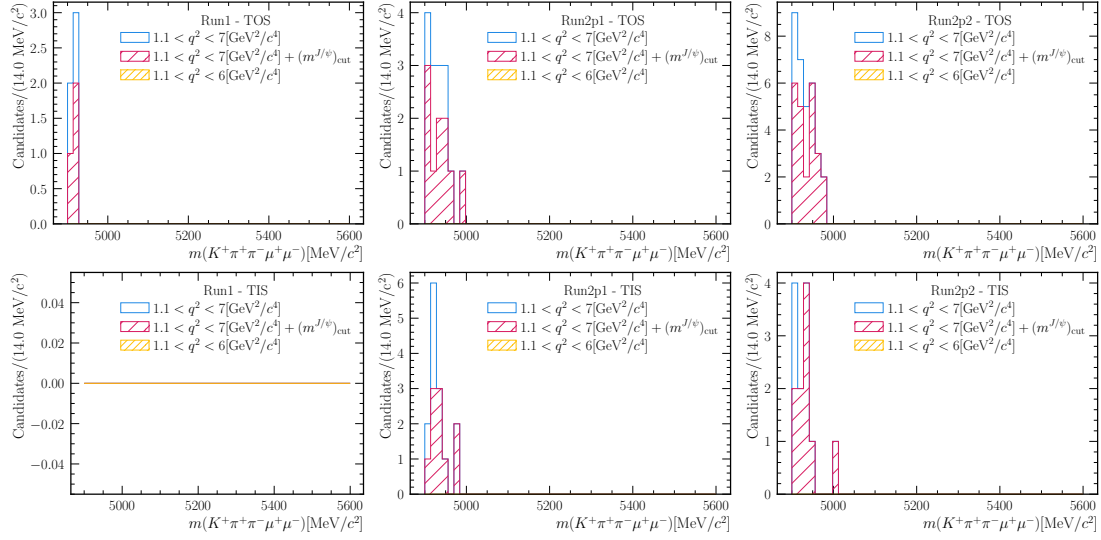 Run1 - TOS
1.1 < q² < 7[GeV²/c⁴]
1.1 < q² < 7[GeV²/c⁴] + (m^{J/ψ})_{cut}
1.1 < q² < 6[GeV²/c⁴]
Candidates/(14.0 MeV/c²)
3.0
2.5
2.0
1.5
1.0
0.5
0.0
5000
5200
5400
5600
m(K⁺π⁺π⁻μ⁺μ⁻)[MeV/c²]
Run2p1 - TOS
1.1 < q² < 7[GeV²/c⁴]
1.1 < q² < 7[GeV²/c⁴] + (m^{J/ψ})_{cut}
1.1 < q² < 6[GeV²/c⁴]
Candidates/(14.0 MeV/c²)
4
3
2
1
0
5000
5200
5400
5600
m(K⁺π⁺π⁻μ⁺μ⁻)[MeV/c²]
Run2p2 - TOS
1.1 < q² < 7[GeV²/c⁴]
1.1 < q² < 7[GeV²/c⁴] + (m^{J/ψ})_{cut}
1.1 < q² < 6[GeV²/c⁴]
Candidates/(14.0 MeV/c²)
8
6
4
2
0
5000
5200
5400
5600
m(K⁺π⁺π⁻μ⁺μ⁻)[MeV/c²]
Run1 - TIS
1.1 < q² < 7[GeV²/c⁴]
1.1 < q² < 7[GeV²/c⁴] + (m^{J/ψ})_{cut}
1.1 < q² < 6[GeV²/c⁴]
Candidates/(14.0 MeV/c²)
0.04
0.02
0.00
−0.02
−0.04
5000
5200
5400
5600
m(K⁺π⁺π⁻μ⁺μ⁻)[MeV/c²]
Run2p1 - TIS
1.1 < q² < 7[GeV²/c⁴]
1.1 < q² < 7[GeV²/c⁴] + (m^{J/ψ})_{cut}
1.1 < q² < 6[GeV²/c⁴]
Candidates/(14.0 MeV/c²)
6
5
4
3
2
1
0
5000
5200
5400
5600
m(K⁺π⁺π⁻μ⁺μ⁻)[MeV/c²]
Run2p2 - TIS
1.1 < q² < 7[GeV²/c⁴]
1.1 < q² < 7[GeV²/c⁴] + (m^{J/ψ})_{cut}
1.1 < q² < 6[GeV²/c⁴]
Candidates/(14.0 MeV/c²)
4
3
2
1
0
5000
5200
5400
5600
m(K⁺π⁺π⁻μ⁺μ⁻)[MeV/c²]